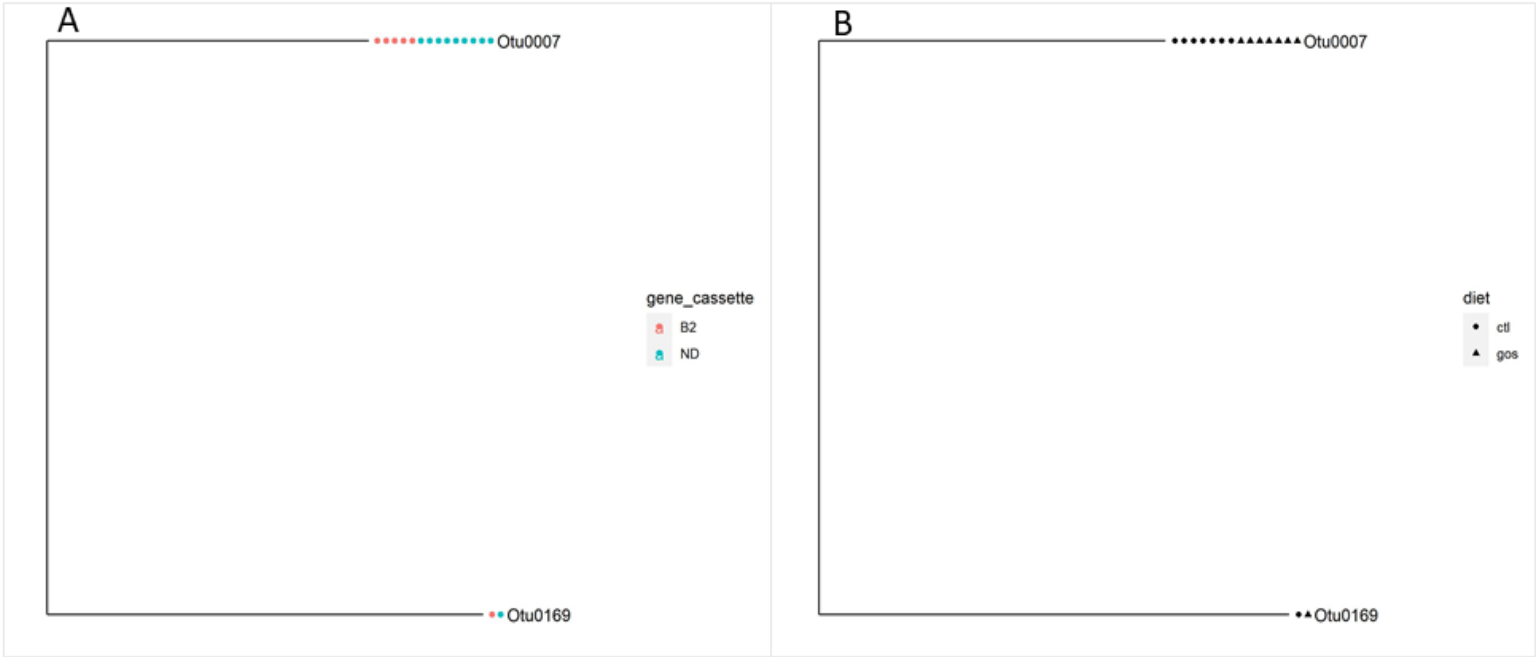 A
Otu0007
gene_cassette
B2
ND
Otu0169
B
Otu0007
diet
ctl
gos
Otu0169